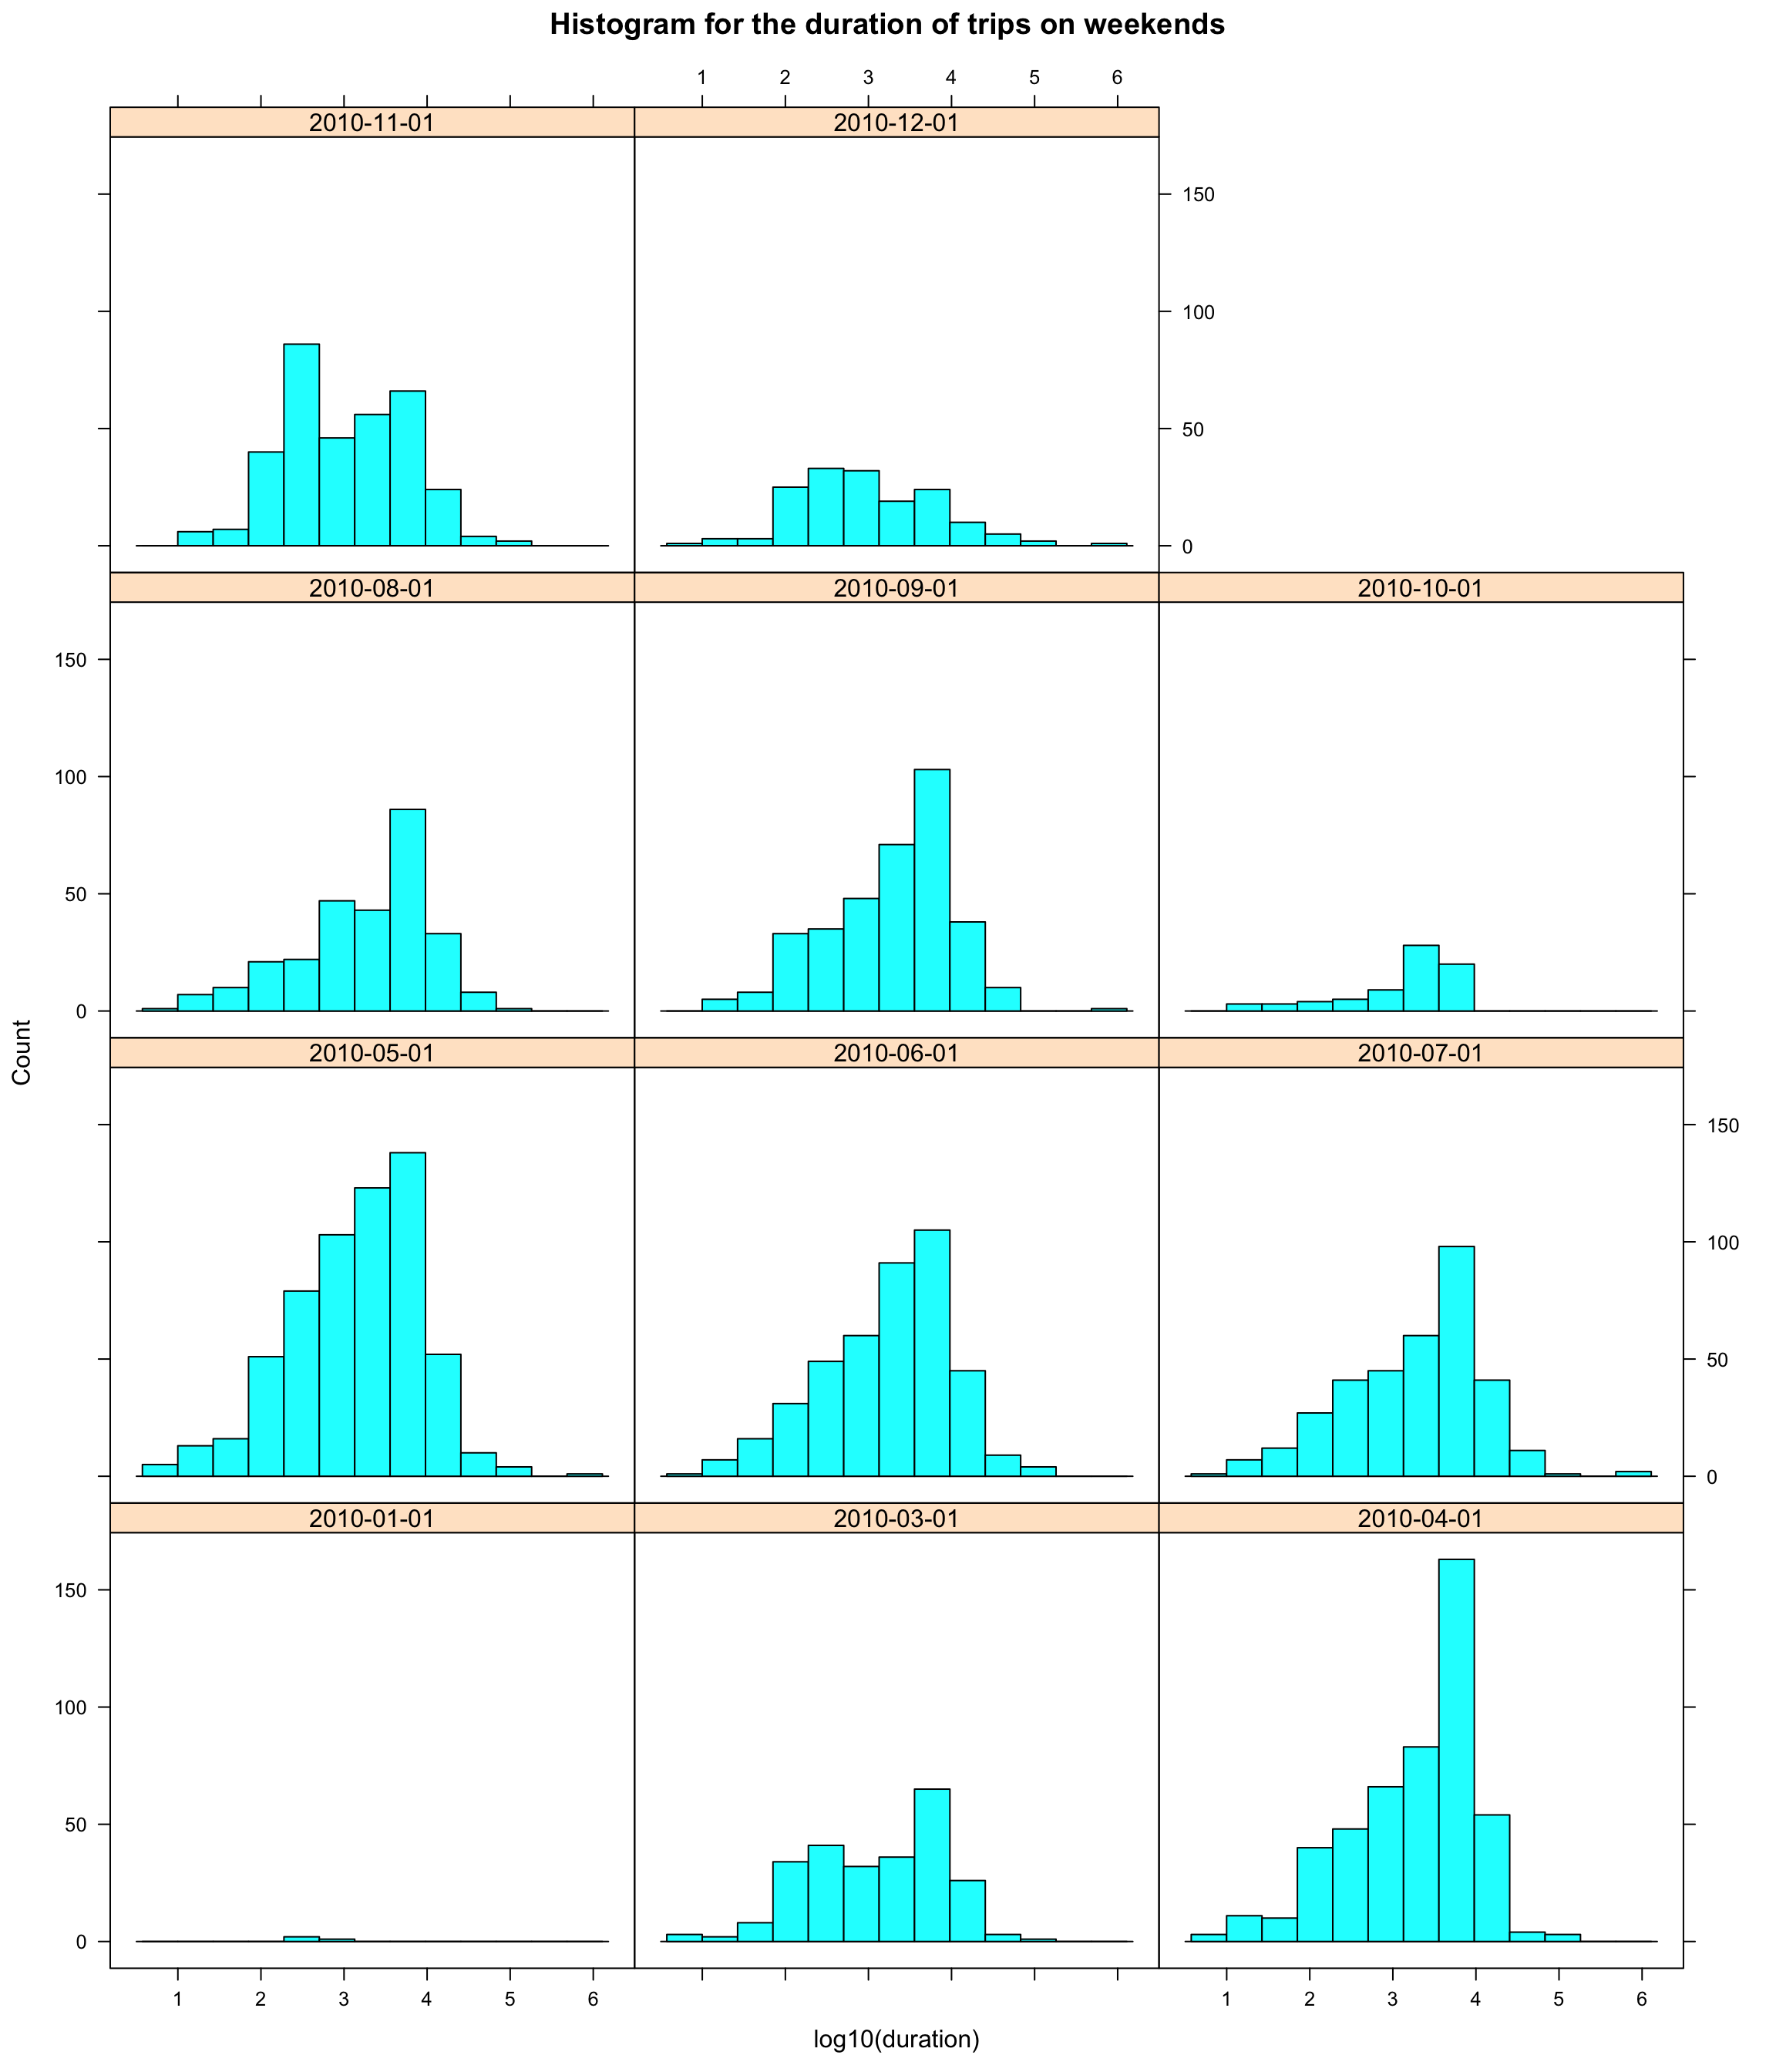 Histogram for the duration of trips on weekends
1 2 3 4 5 6
2010-11-01 2010-12-01
150
100
50
0
2010-08-01 2010-09-01 2010-10-01
150
100
50
0
Count
2010-05-01 2010-06-01 2010-07-01
150
100
50
0
2010-01-01 2010-03-01 2010-04-01
150
100
50
0
1 2 3 4 5 6 1 2 3 4 5 6
log10(duration)